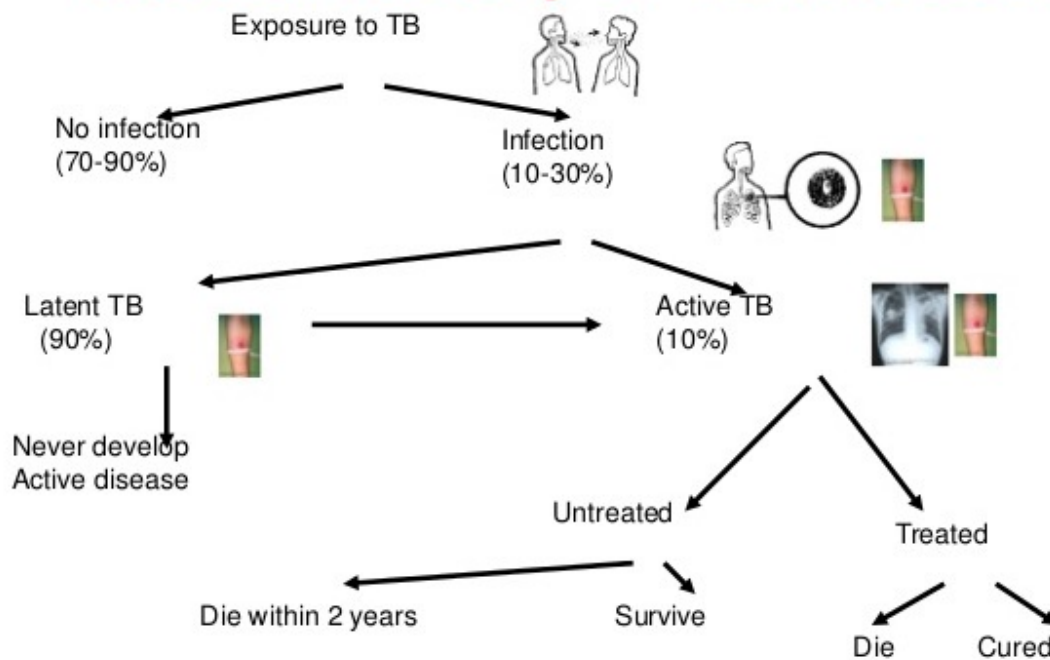 Exposure to TB
No infection
(70-90%)
Infection
(10-30%)
Latent TB
(90%)
Active TB
(10%)
Never develop
Active disease
Untreated
Treated
Die within 2 years
Survive
Die
Cured